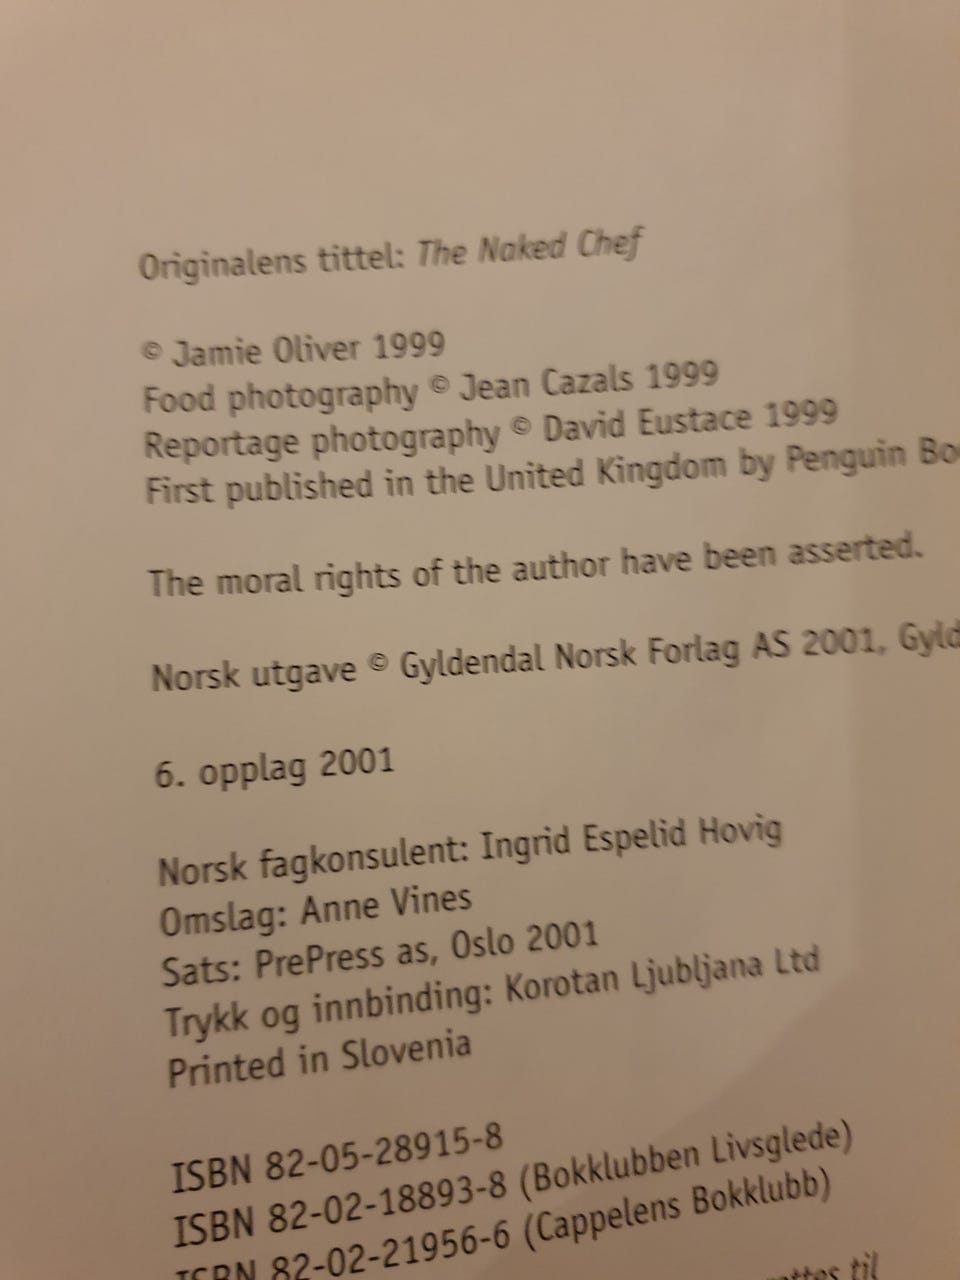 Originalens tittel: The Naked Chef
© Jamie Oliver 1999
Food photography © Jean Cazals 1999
Reportage photography © David Eustace 1999
First published in the United Kingdom by Penguin Bo
The moral rights of the author have been asserted.
Norsk utgave © Gyldendal Norsk Forlag AS 2001, Gyld
6. opplag 2001
Norsk fagkonsulent: Ingrid Espelid Hovig
Omslag: Anne Vines
Sats: PrePress as, Oslo 2001
Trykk og innbinding: Korotan Ljubljana Ltd
Printed in Slovenia
ISBN 82-05-28915-8
ISBN 82-02-18893-8 (Bokklubben Livsglede)
ISBN 82-02-21956-6 (Cappelens Bokklubb)
til